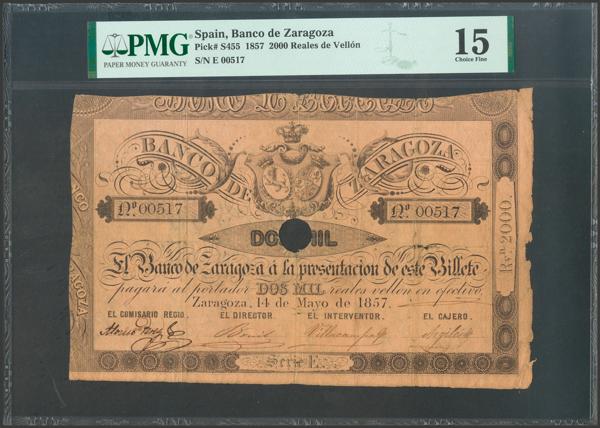 PMG
PAPER MONEY GUARANTY
Spain, Banco de Zaragoza
Pick# S455 1857 2000 Reales de Vellón
S/N E 00517
15
Choice Fine
BANCO DE ZARAGOZA
Nº 00517
Nº 00517
DOS MIL
El Banco de Zaragoza á la presentacion de este Billete
pagará al portador DOS MIL reales vellon en efectivo
Zaragoza, 14 de Mayo de 1857.
EL COMISARIO REGIO, EL DIRECTOR EL INTERVENTOR. EL CAJERO.
Serie E.
Rs. vn. 2000.
NCO
AGOZA